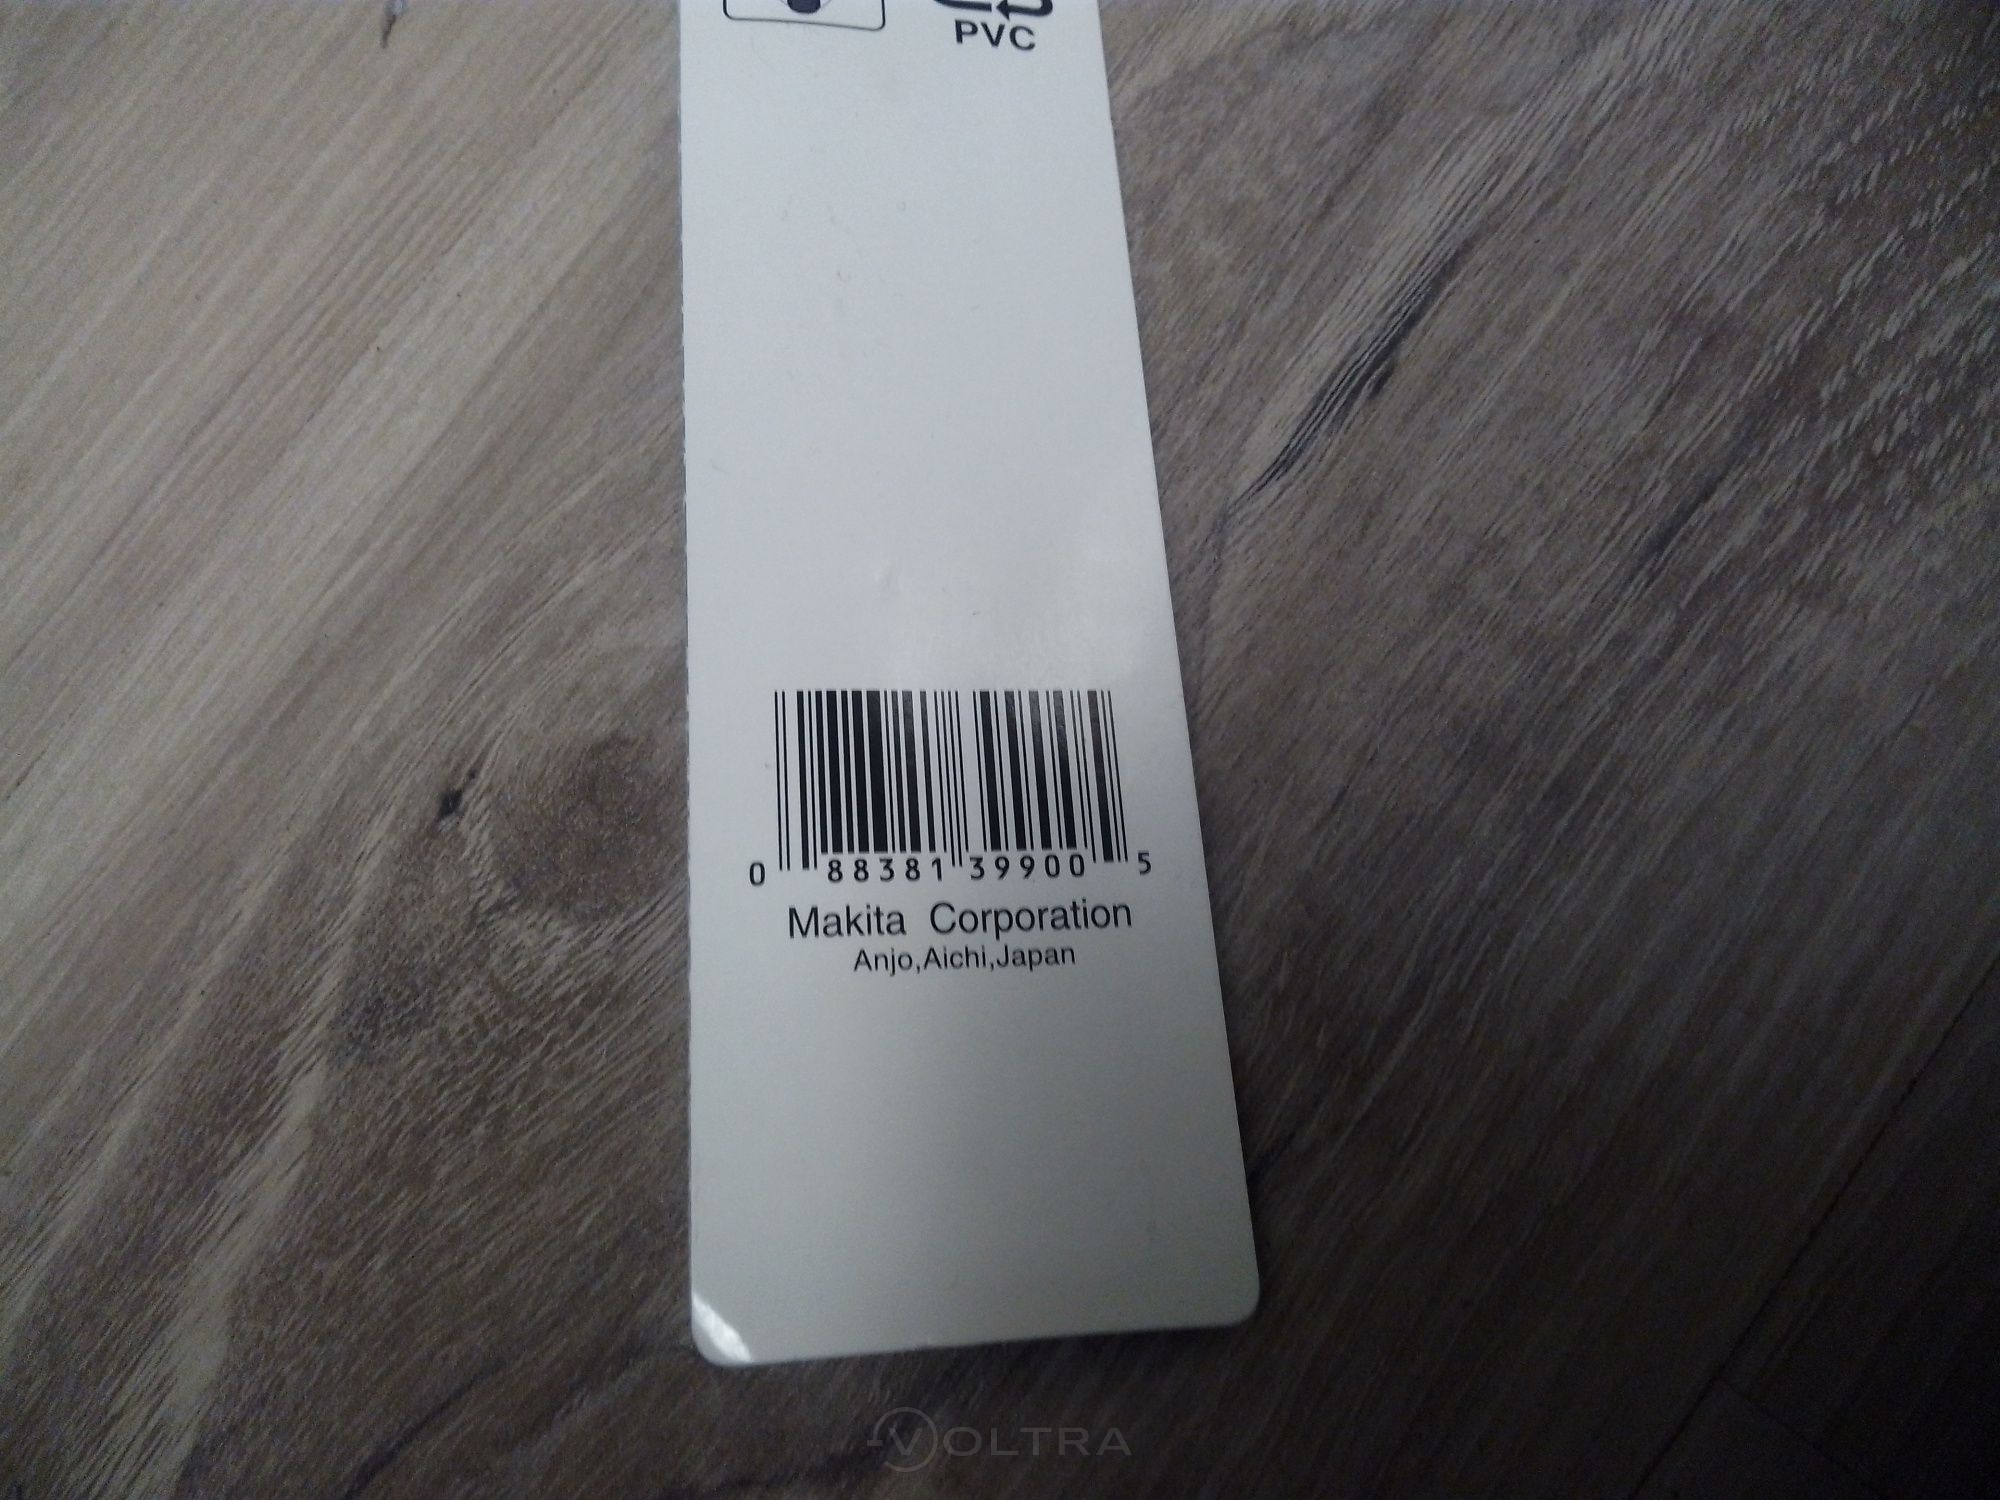 PVC
0 88381 39900 5
Makita Corporation
Anjo,Aichi,Japan
VOLTRA